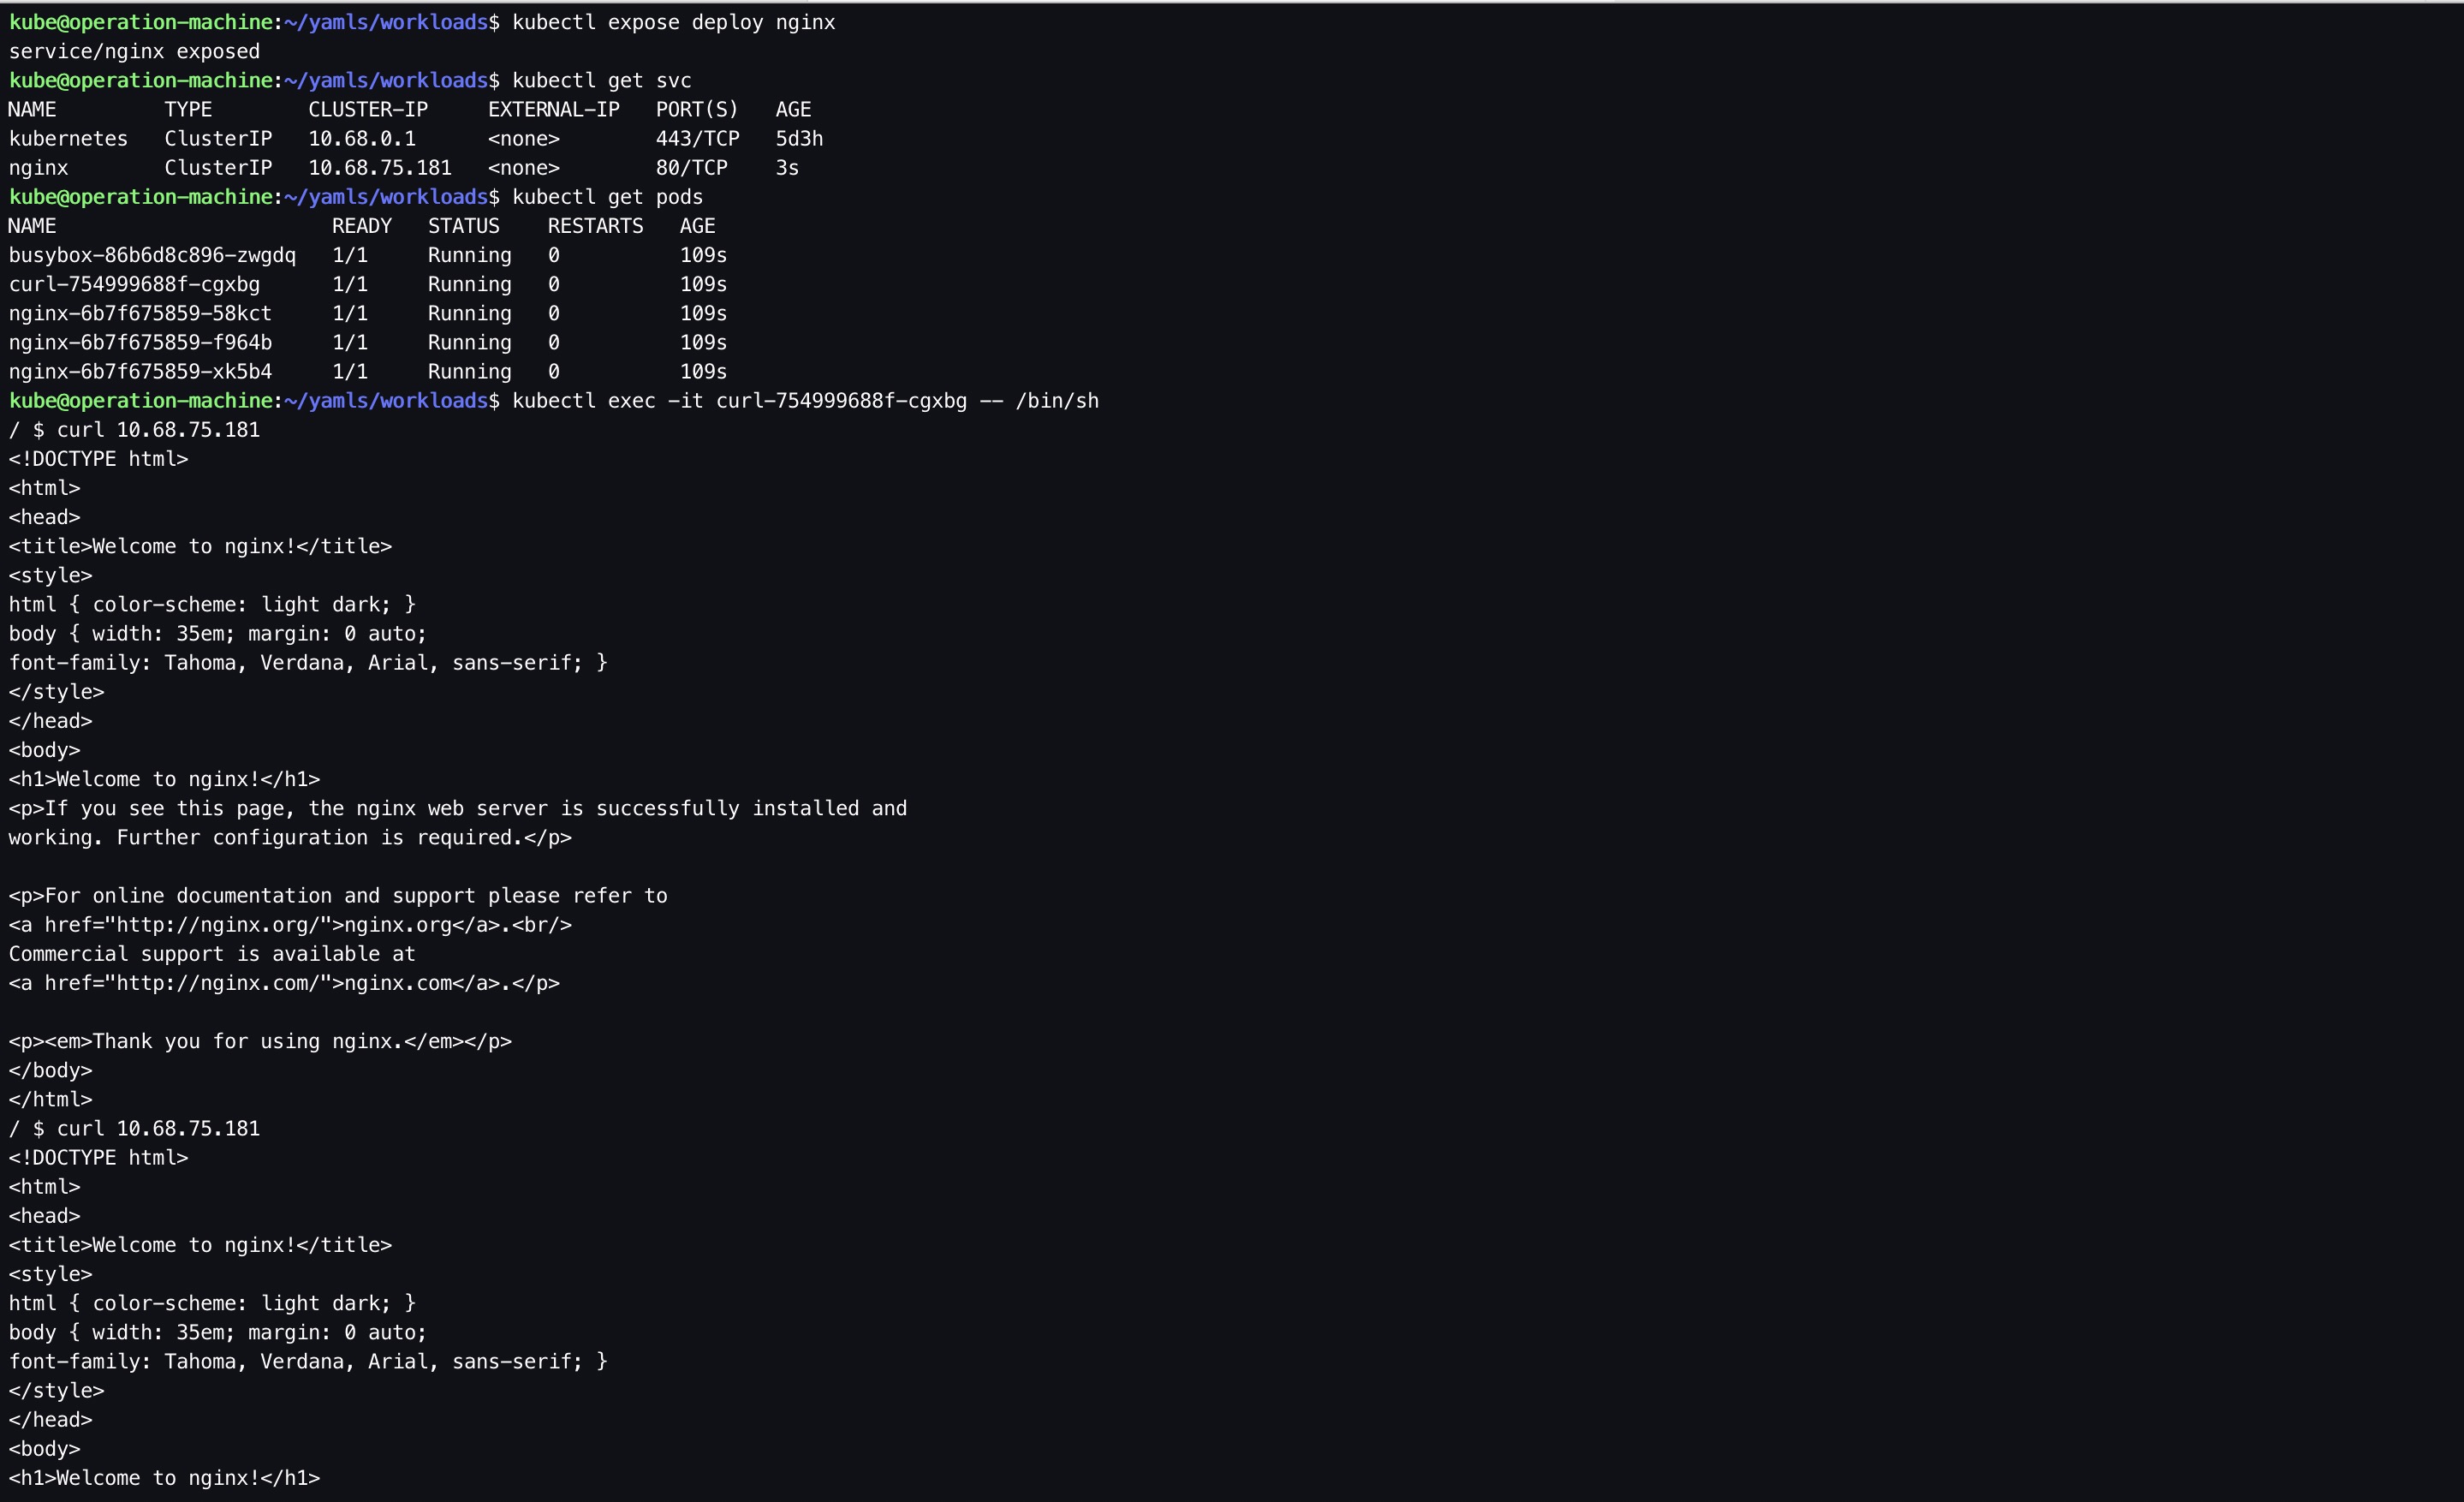 kube@operation-machine:~/yamls/workloads$ kubectl expose deploy nginx
service/nginx exposed
kube@operation-machine:~/yamls/workloads$ kubectl get svc
NAME         TYPE        CLUSTER-IP     EXTERNAL-IP   PORT(S)   AGE
kubernetes   ClusterIP   10.68.0.1      <none>        443/TCP   5d3h
nginx        ClusterIP   10.68.75.181   <none>        80/TCP    3s
kube@operation-machine:~/yamls/workloads$ kubectl get pods
NAME                       READY   STATUS    RESTARTS   AGE
busybox-86b6d8c896-zwgdq   1/1     Running   0          109s
curl-754999688f-cgxbg      1/1     Running   0          109s
nginx-6b7f675859-58kct     1/1     Running   0          109s
nginx-6b7f675859-f964b     1/1     Running   0          109s
nginx-6b7f675859-xk5b4     1/1     Running   0          109s
kube@operation-machine:~/yamls/workloads$ kubectl exec -it curl-754999688f-cgxbg -- /bin/sh
/ $ curl 10.68.75.181
<!DOCTYPE html>
<html>
<head>
<title>Welcome to nginx!</title>
<style>
html { color-scheme: light dark; }
body { width: 35em; margin: 0 auto;
font-family: Tahoma, Verdana, Arial, sans-serif; }
</style>
</head>
<body>
<h1>Welcome to nginx!</h1>
<p>If you see this page, the nginx web server is successfully installed and
working. Further configuration is required.</p>

<p>For online documentation and support please refer to
<a href="http://nginx.org/">nginx.org</a>.<br/>
Commercial support is available at
<a href="http://nginx.com/">nginx.com</a>.</p>

<p><em>Thank you for using nginx.</em></p>
</body>
</html>
/ $ curl 10.68.75.181
<!DOCTYPE html>
<html>
<head>
<title>Welcome to nginx!</title>
<style>
html { color-scheme: light dark; }
body { width: 35em; margin: 0 auto;
font-family: Tahoma, Verdana, Arial, sans-serif; }
</style>
</head>
<body>
<h1>Welcome to nginx!</h1>